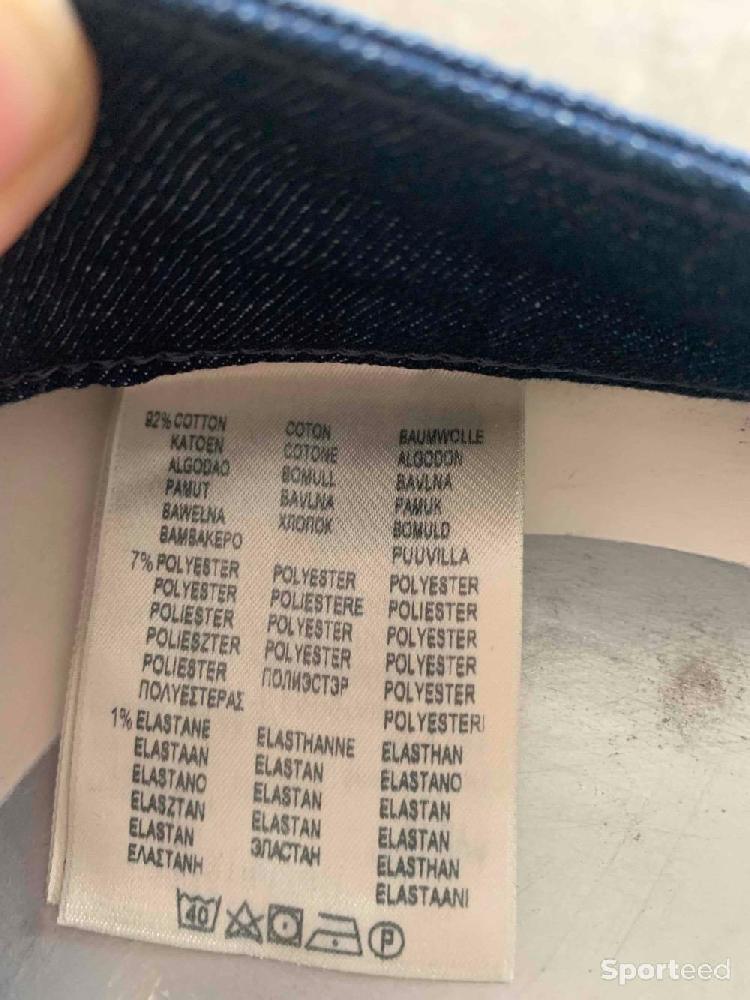 92% COTTON COTON BAUMWOLLE
KATOEN COTONE ALGODON
ALGODAO BOMULL BAVLNA
PAMUT BAVLNA PAMUK
BAWEŁNA ХЛОПОК BOMULD
ΒΑΜΒΑΚΕΡΟ PUUVILLA
7% POLYESTER POLYESTER POLYESTER
POLYESTER POLIESTERE POLIESTER
POLIESTER POLYESTER POLYESTER
POLIESZTER POLYESTER POLYESTER
POLIESTER ПОЛИЭСТЭР POLYESTER
ΠΟΛΥΕΣΤΕΡΑΣ POLYESTERI
1% ELASTANE ELASTHANNE ELASTHAN
ELASTAAN ELASTAN ELASTANO
ELASTANO ELASTAN ELASTAN
ELASZTAN ELASTAN ELASTAN
ELASTAN ЭЛАСТАН ELASTHAN
ΕΛΑΣΤΑΝΗ ELASTAANI
40 P
Sporteed